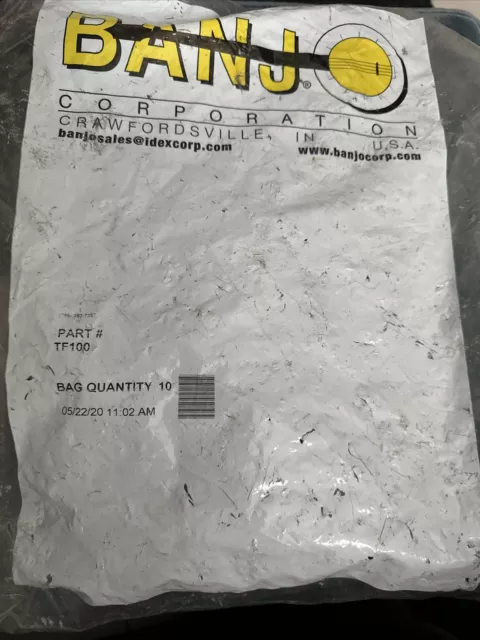 BANJO®
CORPORATION
CRAWFORDSVILLE, IN U.S.A.
banjosales@idexcorp.com www.banjocorp.com
PART #
TF100
BAG QUANTITY 10
05/22/20 11:02 AM